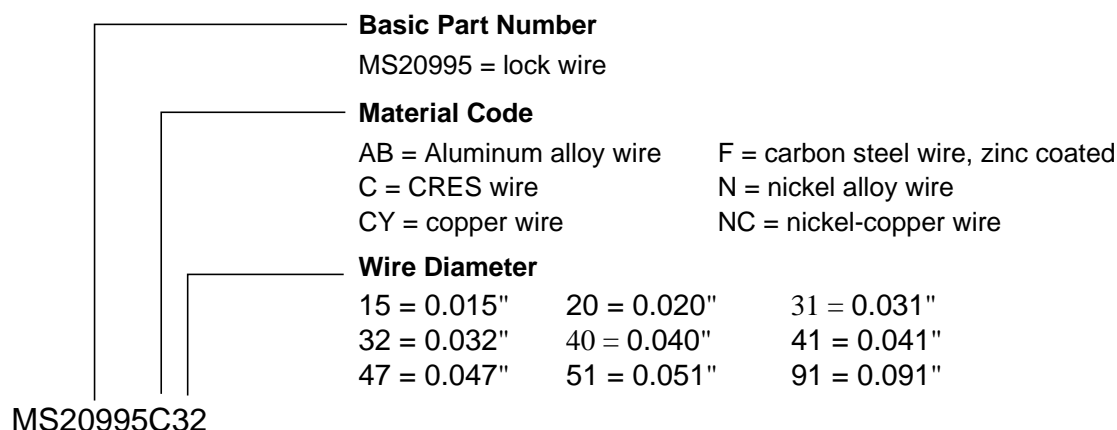 Basic Part Number
MS20995 = lock wire
Material Code
AB = Aluminum alloy wire F = carbon steel wire, zinc coated
C = CRES wire N = nickel alloy wire
CY = copper wire NC = nickel-copper wire
Wire Diameter
15 = 0.015" 20 = 0.020" 31 = 0.031"
32 = 0.032" 40 = 0.040" 41 = 0.041"
47 = 0.047" 51 = 0.051" 91 = 0.091"
MS20995C32